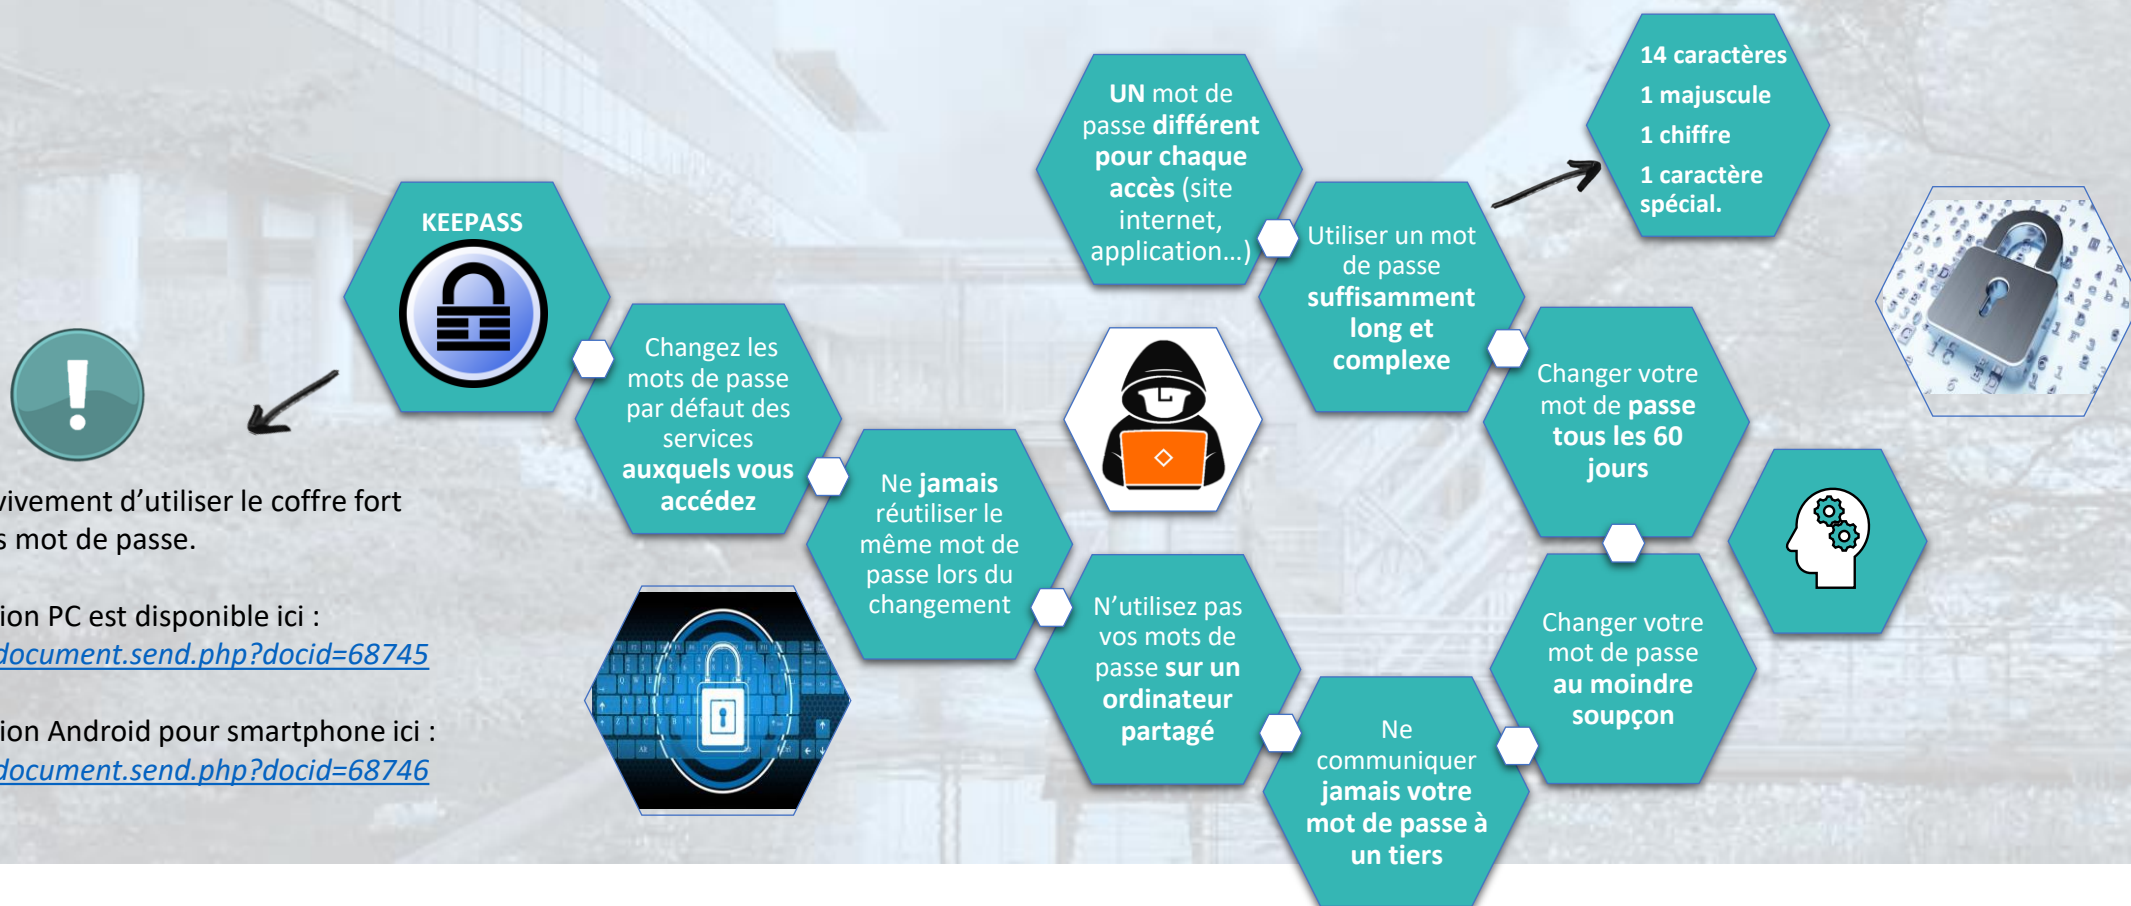 KEEPASS
Changez les
mots de passe
par défaut des
services
auxquels vous
accédez
Ne jamais
réutiliser le
même mot de
passe lors du
changement
N’utilisez pas
vos mots de
passe sur un
ordinateur
partagé
Ne
communiquer
jamais votre
mot de passe à
un tiers
Changer votre
mot de passe
au moindre
soupçon
Changer votre
mot de passe
tous les 60
jours
Utiliser un mot
de passe
suffisamment
long et
complexe
UN mot de
passe différent
pour chaque
accès (site
internet,
application…)
14 caractères
1 majuscule
1 chiffre
1 caractère
spécial.
vivement d’utiliser le coffre fort
s mot de passe.
ion PC est disponible ici :
document.send.php?docid=68745
ion Android pour smartphone ici :
document.send.php?docid=68746